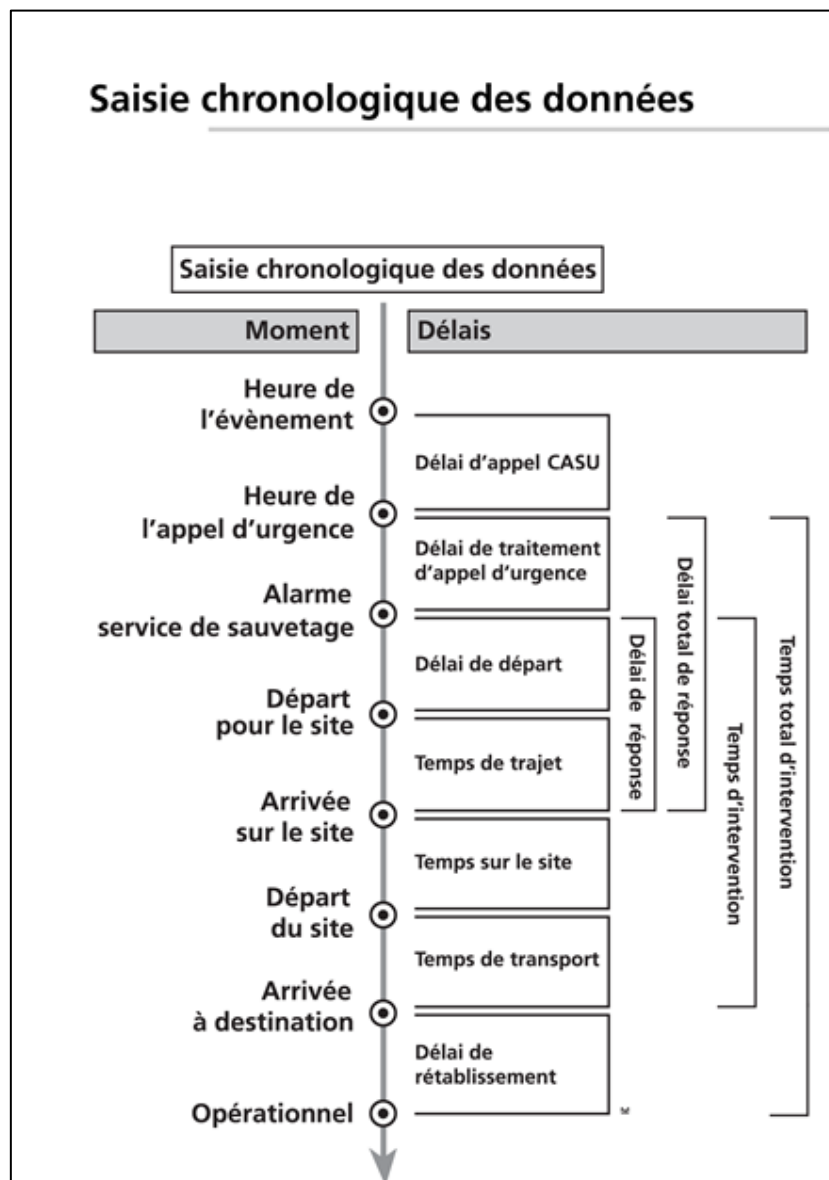 Saisie chronologique des données
Saisie chronologique des données
Moment
Délais
Heure de
l'évènement
Délai d'appel CASU
Heure de
l'appel d'urgence
Délai de traitement
d'appel d'urgence
Alarme
service de sauvetage
Délai de départ
Départ
pour le site
Temps de trajet
Arrivée
sur le site
Temps sur le site
Départ
du site
Temps de transport
Arrivée
à destination
Délai de
rétablissement
Opérationnel
Délai de réponse
Délai total de réponse
Temps d'intervention
Temps total d'intervention